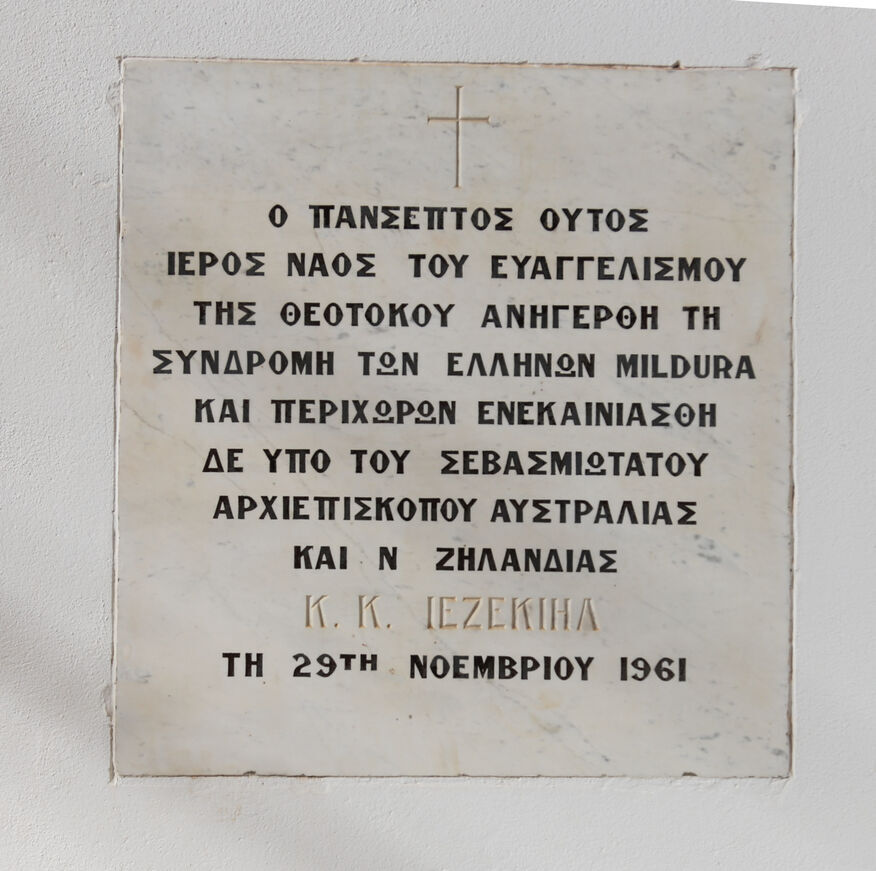 Ο ΠΑΝΣΕΠΤΟΣ ΟΥΤΟΣ
ΙΕΡΟΣ ΝΑΟΣ ΤΟΥ ΕΥΑΓΓΕΛΙΣΜΟΥ
ΤΗΣ ΘΕΟΤΟΚΟΥ ΑΝΗΓΕΡΘΗ ΤΗ
ΣΥΝΔΡΟΜΗ ΤΩΝ ΕΛΛΗΝΩΝ MILDURA
ΚΑΙ ΠΕΡΙΧΩΡΩΝ ΕΝΕΚΑΙΝΙΑΣΘΗ
ΔΕ ΥΠΟ ΤΟΥ ΣΕΒΑΣΜΙΩΤΑΤΟΥ
ΑΡΧΙΕΠΙΣΚΟΠΟΥ ΑΥΣΤΡΑΛΙΑΣ
ΚΑΙ Ν ΖΗΛΑΝΔΙΑΣ
Κ. Κ. ΙΕΖΕΚΙΗΛ
ΤΗ 29ΤΗ ΝΟΕΜΒΡΙΟΥ 1961